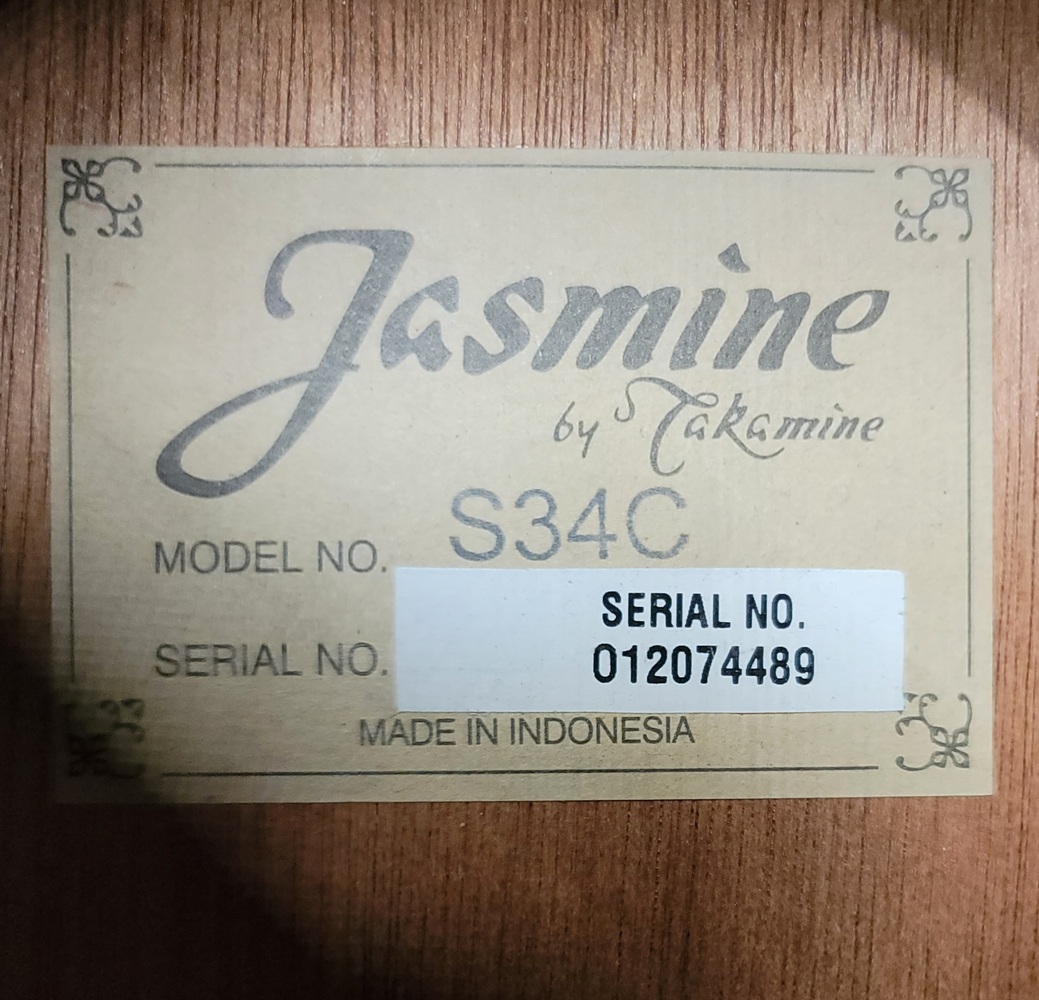 Jasmine
by Takamine
MODEL NO. S34C
SERIAL NO.
SERIAL NO. 012074489
MADE IN INDONESIA